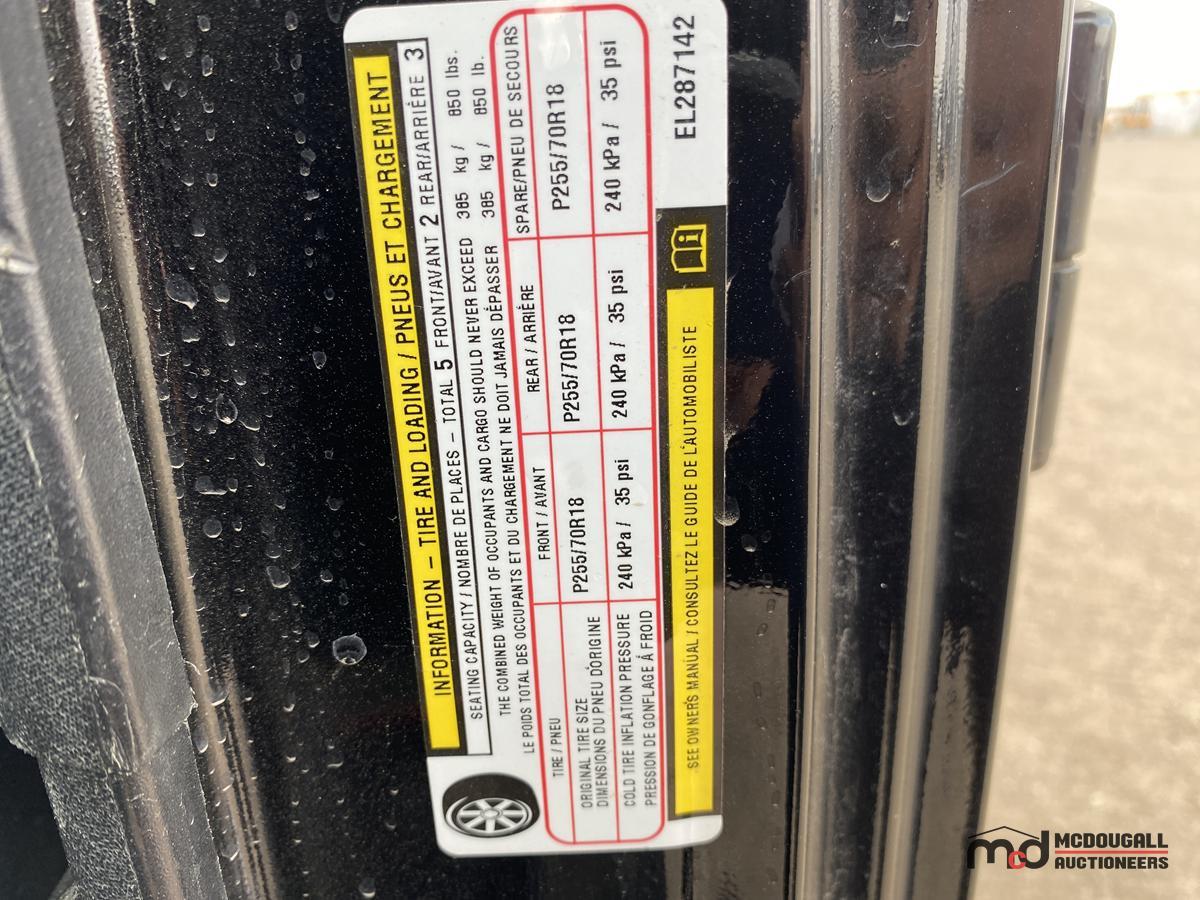 INFORMATION – TIRE AND LOADING / PNEUS ET CHARGEMENT
SEATING CAPACITY / NOMBRE DE PLACES – TOTAL 5 FRONT/AVANT 2 REAR/ARRIÈRE 3
THE COMBINED WEIGHT OF OCCUPANTS AND CARGO SHOULD NEVER EXCEED 385 kg / 850 lbs.
LE POIDS TOTAL DES OCCUPANTS ET DU CHARGEMENT NE DOIT JAMAIS DÉPASSER 385 kg / 850 lb.
TIRE / PNEU FRONT / AVANT REAR / ARRIÈRE SPARE/PNEU DE SECOURS
ORIGINAL TIRE SIZE
DIMENSIONS DU PNEU D'ORIGINE P255/70R18 P255/70R18 P255/70R18
COLD TIRE INFLATION PRESSURE
PRESSION DE GONFLAGE À FROID 240 kPa / 35 psi 240 kPa / 35 psi 240 kPa / 35 psi
SEE OWNER'S MANUAL / CONSULTEZ LE GUIDE DE L'AUTOMOBILISTE
EL287142
mcd MCDOUGALL
AUCTIONEERS